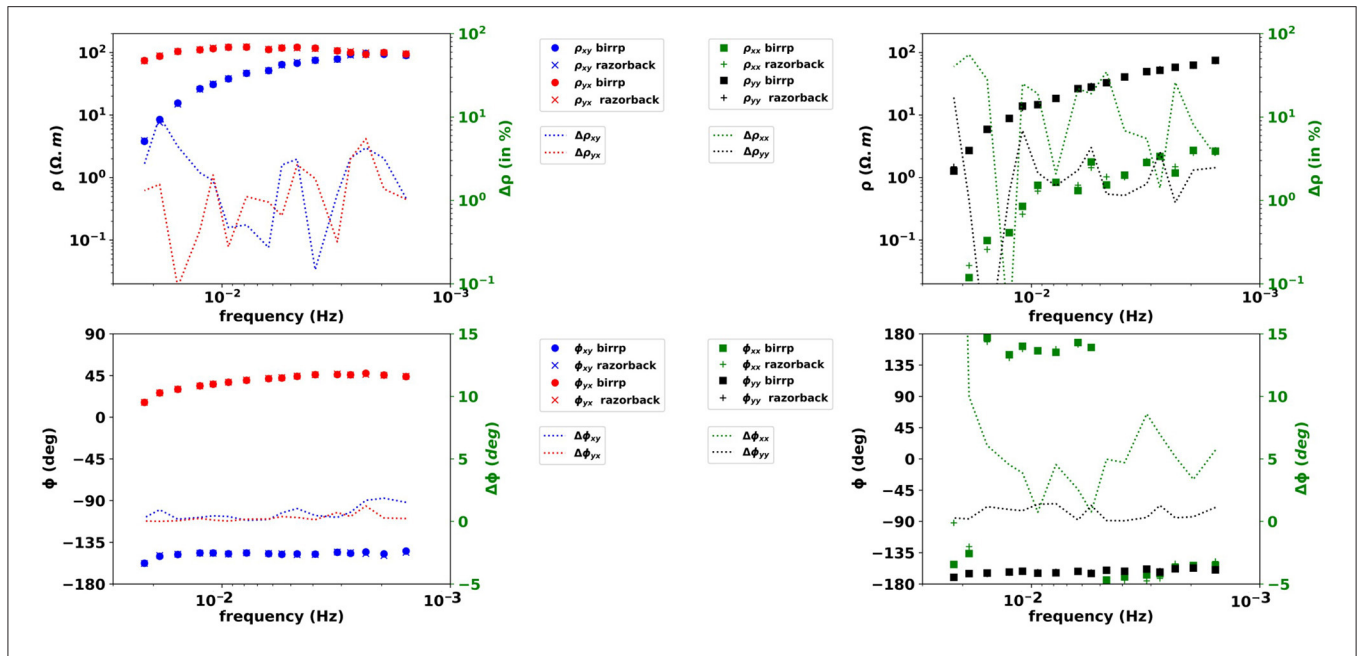 10²
10¹
10⁰
10⁻¹
ρ (Ω. m)
10²
10¹
10⁰
10⁻¹
Δρ (in %)
10⁻²
10⁻³
frequency (Hz)
ρxy birrp
ρxy razorback
ρyx birrp
ρyx razorback
Δρxy
Δρyx
ρxx birrp
ρxx razorback
ρyy birrp
ρyy razorback
Δρxx
Δρyy
10²
10¹
10⁰
10⁻¹
ρ (Ω. m)
10²
10¹
10⁰
10⁻¹
Δρ (in %)
10⁻²
10⁻³
frequency (Hz)
90
45
0
−45
−90
−135
−180
ϕ (deg)
15
10
5
0
−5
Δϕ (deg)
10⁻²
10⁻³
frequency (Hz)
ϕxy birrp
ϕxy razorback
ϕyx birrp
ϕyx razorback
Δϕxy
Δϕyx
ϕxx birrp
ϕxx razorback
ϕyy birrp
ϕyy razorback
Δϕxx
Δϕyy
180
135
90
45
0
−45
−90
−135
−180
ϕ (deg)
15
10
5
0
−5
Δϕ (deg)
10⁻²
10⁻³
frequency (Hz)